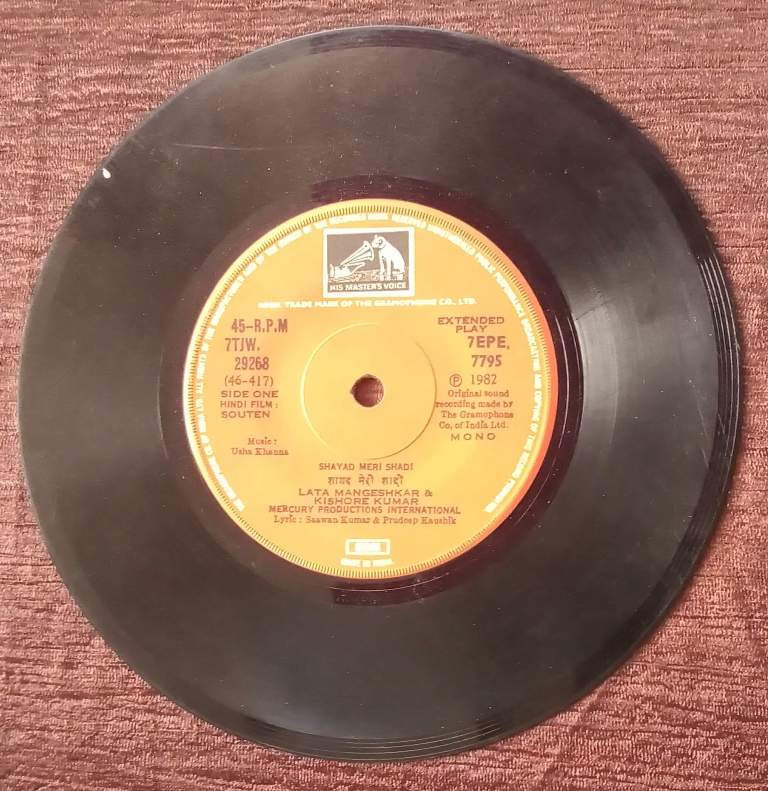 HIS MASTER'S VOICE
TRADE MARK OF THE GRAMOPHONE CO., LTD.
45-R.P.M
7TJW.
29268
(46-417)
SIDE ONE
HINDI FILM :
SOUTEN
Music :
Usha Khanna
EXTENDED
PLAY
7EPE,
7795
Ⓟ 1982
Original sound
recording made by
The Gramophone
Co, of India Ltd.
MONO
SHAYAD MERI SHADI
शायद मेरी शादी
LATA MANGESHKAR &
KISHORE KUMAR
MERCURY PRODUCTIONS INTERNATIONAL
Lyric : Saawan Kumar & Prudeep Kaushik
EMI
MADE IN INDIA